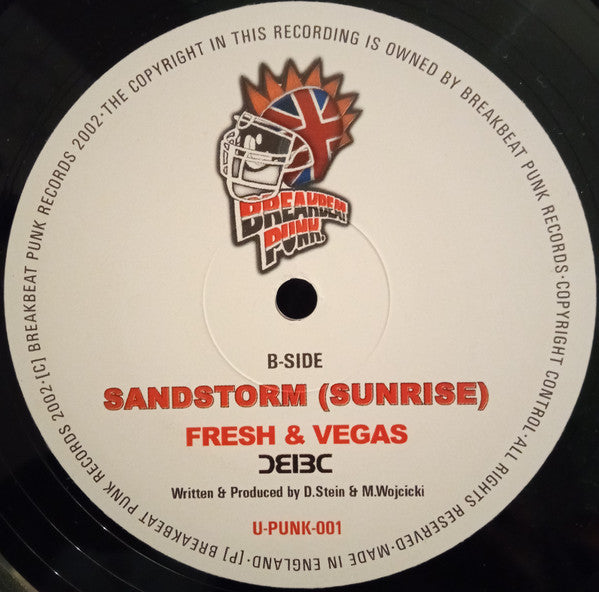 THE COPYRIGHT IN THIS RECORDING IS OWNED BY BREAKBEAT PUNK RECORDS·COPYRIGHT CONTROL·ALL RIGHTS RESERVED·MADE IN ENGLAND·[P] BREAKBEAT PUNK RECORDS 2002·[C] BREAKBEAT PUNK RECORDS 2002·
BREAKBEAT
PUNK.
B-SIDE
SANDSTORM (SUNRISE)
FRESH & VEGAS
Written & Produced by D.Stein & M.Wojcicki
U-PUNK-001